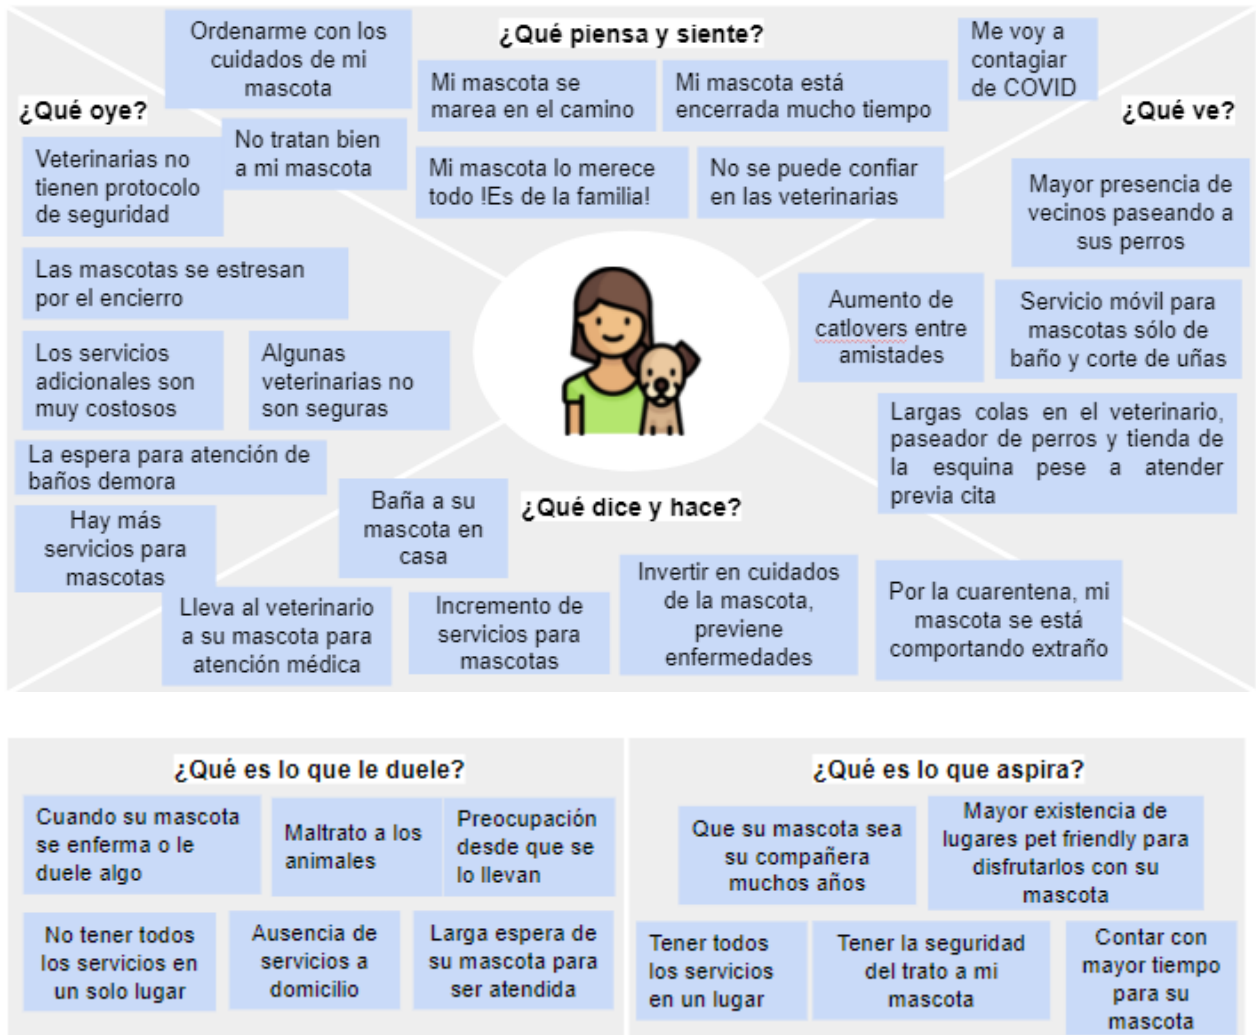 ¿Qué piensa y siente?
Ordenarme con los
cuidados de mi
mascota
Mi mascota se
marea en el camino
Mi mascota está
encerrada mucho tiempo
Me voy a
contagiar
de COVID
No tratan bien
a mi mascota
Mi mascota lo merece
todo !Es de la familia!
No se puede confiar
en las veterinarias
¿Qué oye?
Veterinarias no
tienen protocolo
de seguridad
Las mascotas se estresan
por el encierro
Los servicios
adicionales son
muy costosos
Algunas
veterinarias no
son seguras
La espera para atención de
baños demora
Hay más
servicios para
mascotas
¿Qué ve?
Mayor presencia de
vecinos paseando a
sus perros
Aumento de
catlovers entre
amistades
Servicio móvil para
mascotas sólo de
baño y corte de uñas
Largas colas en el veterinario,
paseador de perros y tienda de
la esquina pese a atender
previa cita
¿Qué dice y hace?
Baña a su
mascota en
casa
Lleva al veterinario
a su mascota para
atención médica
Incremento de
servicios para
mascotas
Invertir en cuidados
de la mascota,
previene
enfermedades
Por la cuarentena, mi
mascota se está
comportando extraño
¿Qué es lo que le duele?
Cuando su mascota
se enferma o le
duele algo
Maltrato a los
animales
Preocupación
desde que se
lo llevan
No tener todos
los servicios en
un solo lugar
Ausencia de
servicios a
domicilio
Larga espera de
su mascota para
ser atendida
¿Qué es lo que aspira?
Que su mascota sea
su compañera
muchos años
Mayor existencia de
lugares pet friendly para
disfrutarlos con su
mascota
Tener todos
los servicios
en un lugar
Tener la seguridad
del trato a mi
mascota
Contar con
mayor tiempo
para su
mascota